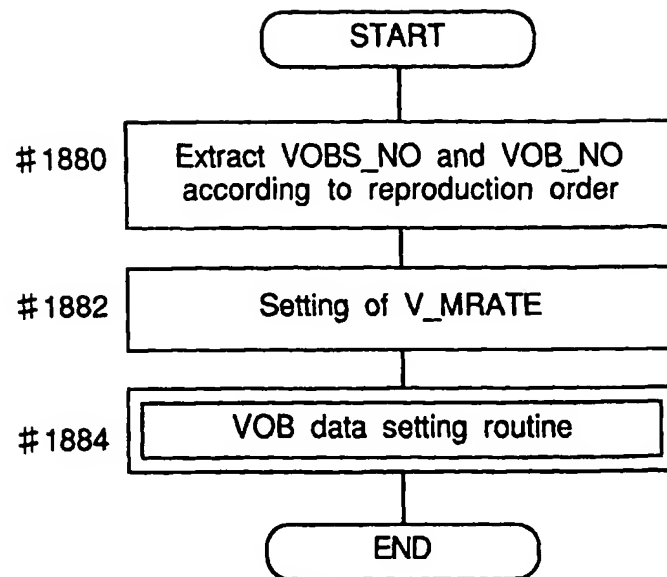 START
#1880
Extract VOBS_NO and VOB_NO
according to reproduction order
#1882
Setting of V_MRATE
#1884
VOB data setting routine
END